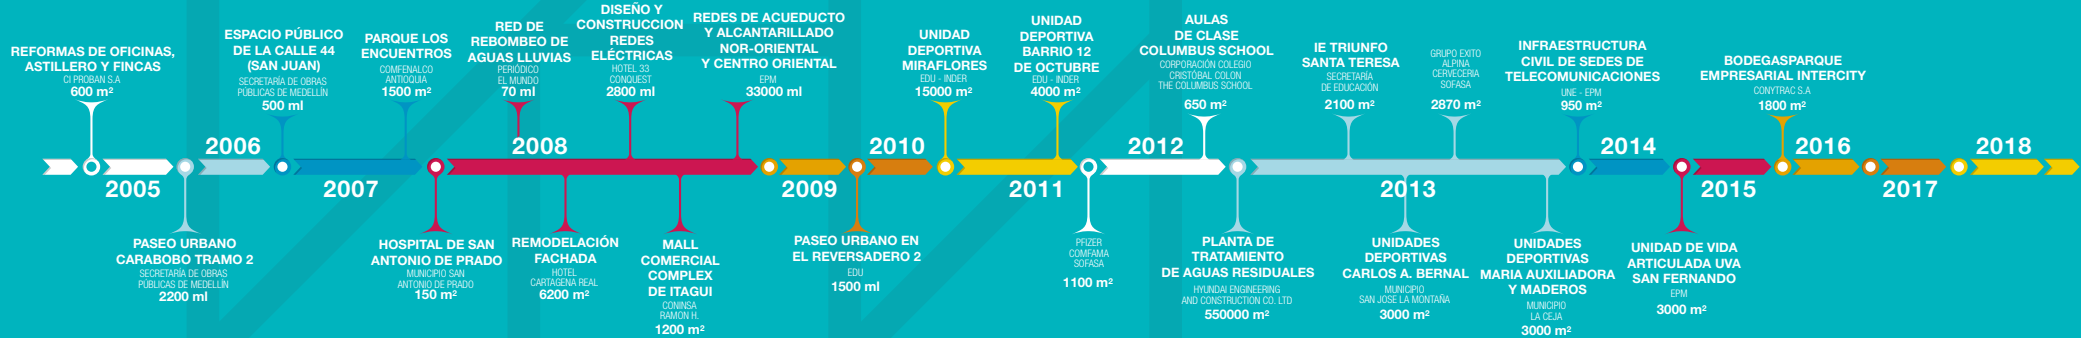 REFORMAS DE OFICINAS,
ASTILLERO Y FINCAS
CI PROBAN S.A
600 m²
2005
PASEO URBANO
CARABOBO TRAMO 2
SECRETARÍA DE OBRAS
PÚBLICAS DE MEDELLÍN
2200 ml
2006
ESPACIO PÚBLICO
DE LA CALLE 44
(SAN JUAN)
SECRETARÍA DE OBRAS
PÚBLICAS DE MEDELLÍN
500 ml
2007
PARQUE LOS
ENCUENTROS
COMFENALCO
ANTIOQUIA
1500 m²
HOSPITAL DE SAN
ANTONIO DE PRADO
MUNICIPIO SAN
ANTONIO DE PRADO
150 m²
RED DE
REBOMBEO DE
AGUAS LLUVIAS
PERIÓDICO
EL MUNDO
70 ml
2008
REMODELACIÓN
FACHADA
HOTEL
CARTAGENA REAL
6200 m²
DISEÑO Y
CONSTRUCCION
REDES
ELÉCTRICAS
HOTEL 33
CONQUEST
2800 ml
MALL
COMERCIAL
COMPLEX
DE ITAGUI
CONINSA
RAMON H.
1200 m²
REDES DE ACUEDUCTO
Y ALCANTARILLADO
NOR-ORIENTAL
Y CENTRO ORIENTAL
EPM
33000 ml
2009
PASEO URBANO EN
EL REVERSADERO 2
EDU
1500 ml
2010
UNIDAD
DEPORTIVA
MIRAFLORES
EDU - INDER
15000 m²
2011
UNIDAD
DEPORTIVA
BARRIO 12
DE OCTUBRE
EDU - INDER
4000 m²
PFIZER
COMFAMA
SOFASA
1100 m²
2012
AULAS
DE CLASE
COLUMBUS SCHOOL
CORPORACIÓN COLEGIO
CRISTÓBAL COLON
THE COLUMBUS SCHOOL
650 m²
PLANTA DE
TRATAMIENTO
DE AGUAS RESIDUALES
HYUNDAI ENGINEERING
AND CONSTRUCTION CO. LTD
550000 m²
IE TRIUNFO
SANTA TERESA
SECRETARÍA
DE EDUCACIÓN
2100 m²
2013
UNIDADES
DEPORTIVAS
CARLOS A. BERNAL
MUNICIPIO
SAN JOSE LA MONTAÑA
3000 m²
GRUPO EXITO
ALPINA
CERVECERIA
SOFASA
2870 m²
UNIDADES
DEPORTIVAS
MARIA AUXILIADORA
Y MADEROS
MUNICIPIO
LA CEJA
3000 m²
INFRAESTRUCTURA
CIVIL DE SEDES DE
TELECOMUNICACIONES
UNE - EPM
950 m²
2014
UNIDAD DE VIDA
ARTICULADA UVA
SAN FERNANDO
EPM
3000 m²
2015
BODEGASPARQUE
EMPRESARIAL INTERCITY
CONYTRAC S.A
1800 m²
2016
2017
2018